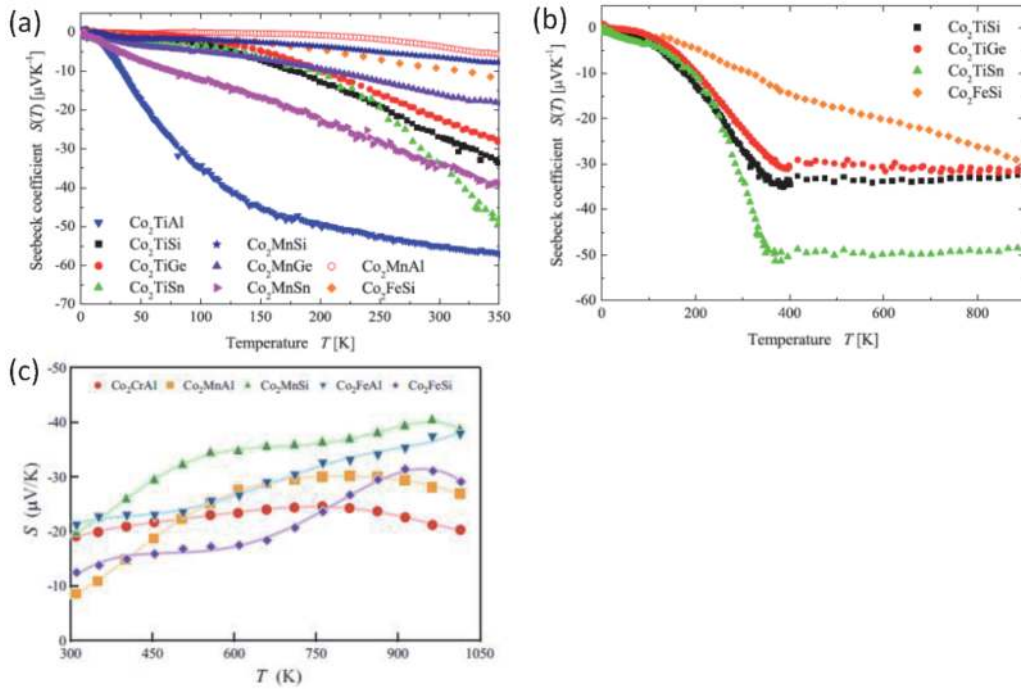 (a)
0
-10
-20
-30
-40
-50
-60
-70
Seebeck coefficient S(T) [μVK⁻¹]
Co₂TiAl
Co₂TiSi
Co₂TiGe
Co₂TiSn
Co₂MnSi
Co₂MnGe
Co₂MnSn
Co₂MnAl
Co₂FeSi
0 50 100 150 200 250 300 350
Temperature T [K]
(b)
0
-10
-20
-30
-40
-50
-60
Seebeck coefficient S(T) [μVK⁻¹]
Co₂TiSi
Co₂TiGe
Co₂TiSn
Co₂FeSi
0 200 400 600 800
Temperature T [K]
(c)
-50
-40
-30
-20
-10
0
S (μV/K)
Co₂CrAl Co₂MnAl Co₂MnSi Co₂FeAl Co₂FeSi
300 450 600 750 900 1050
T (K)